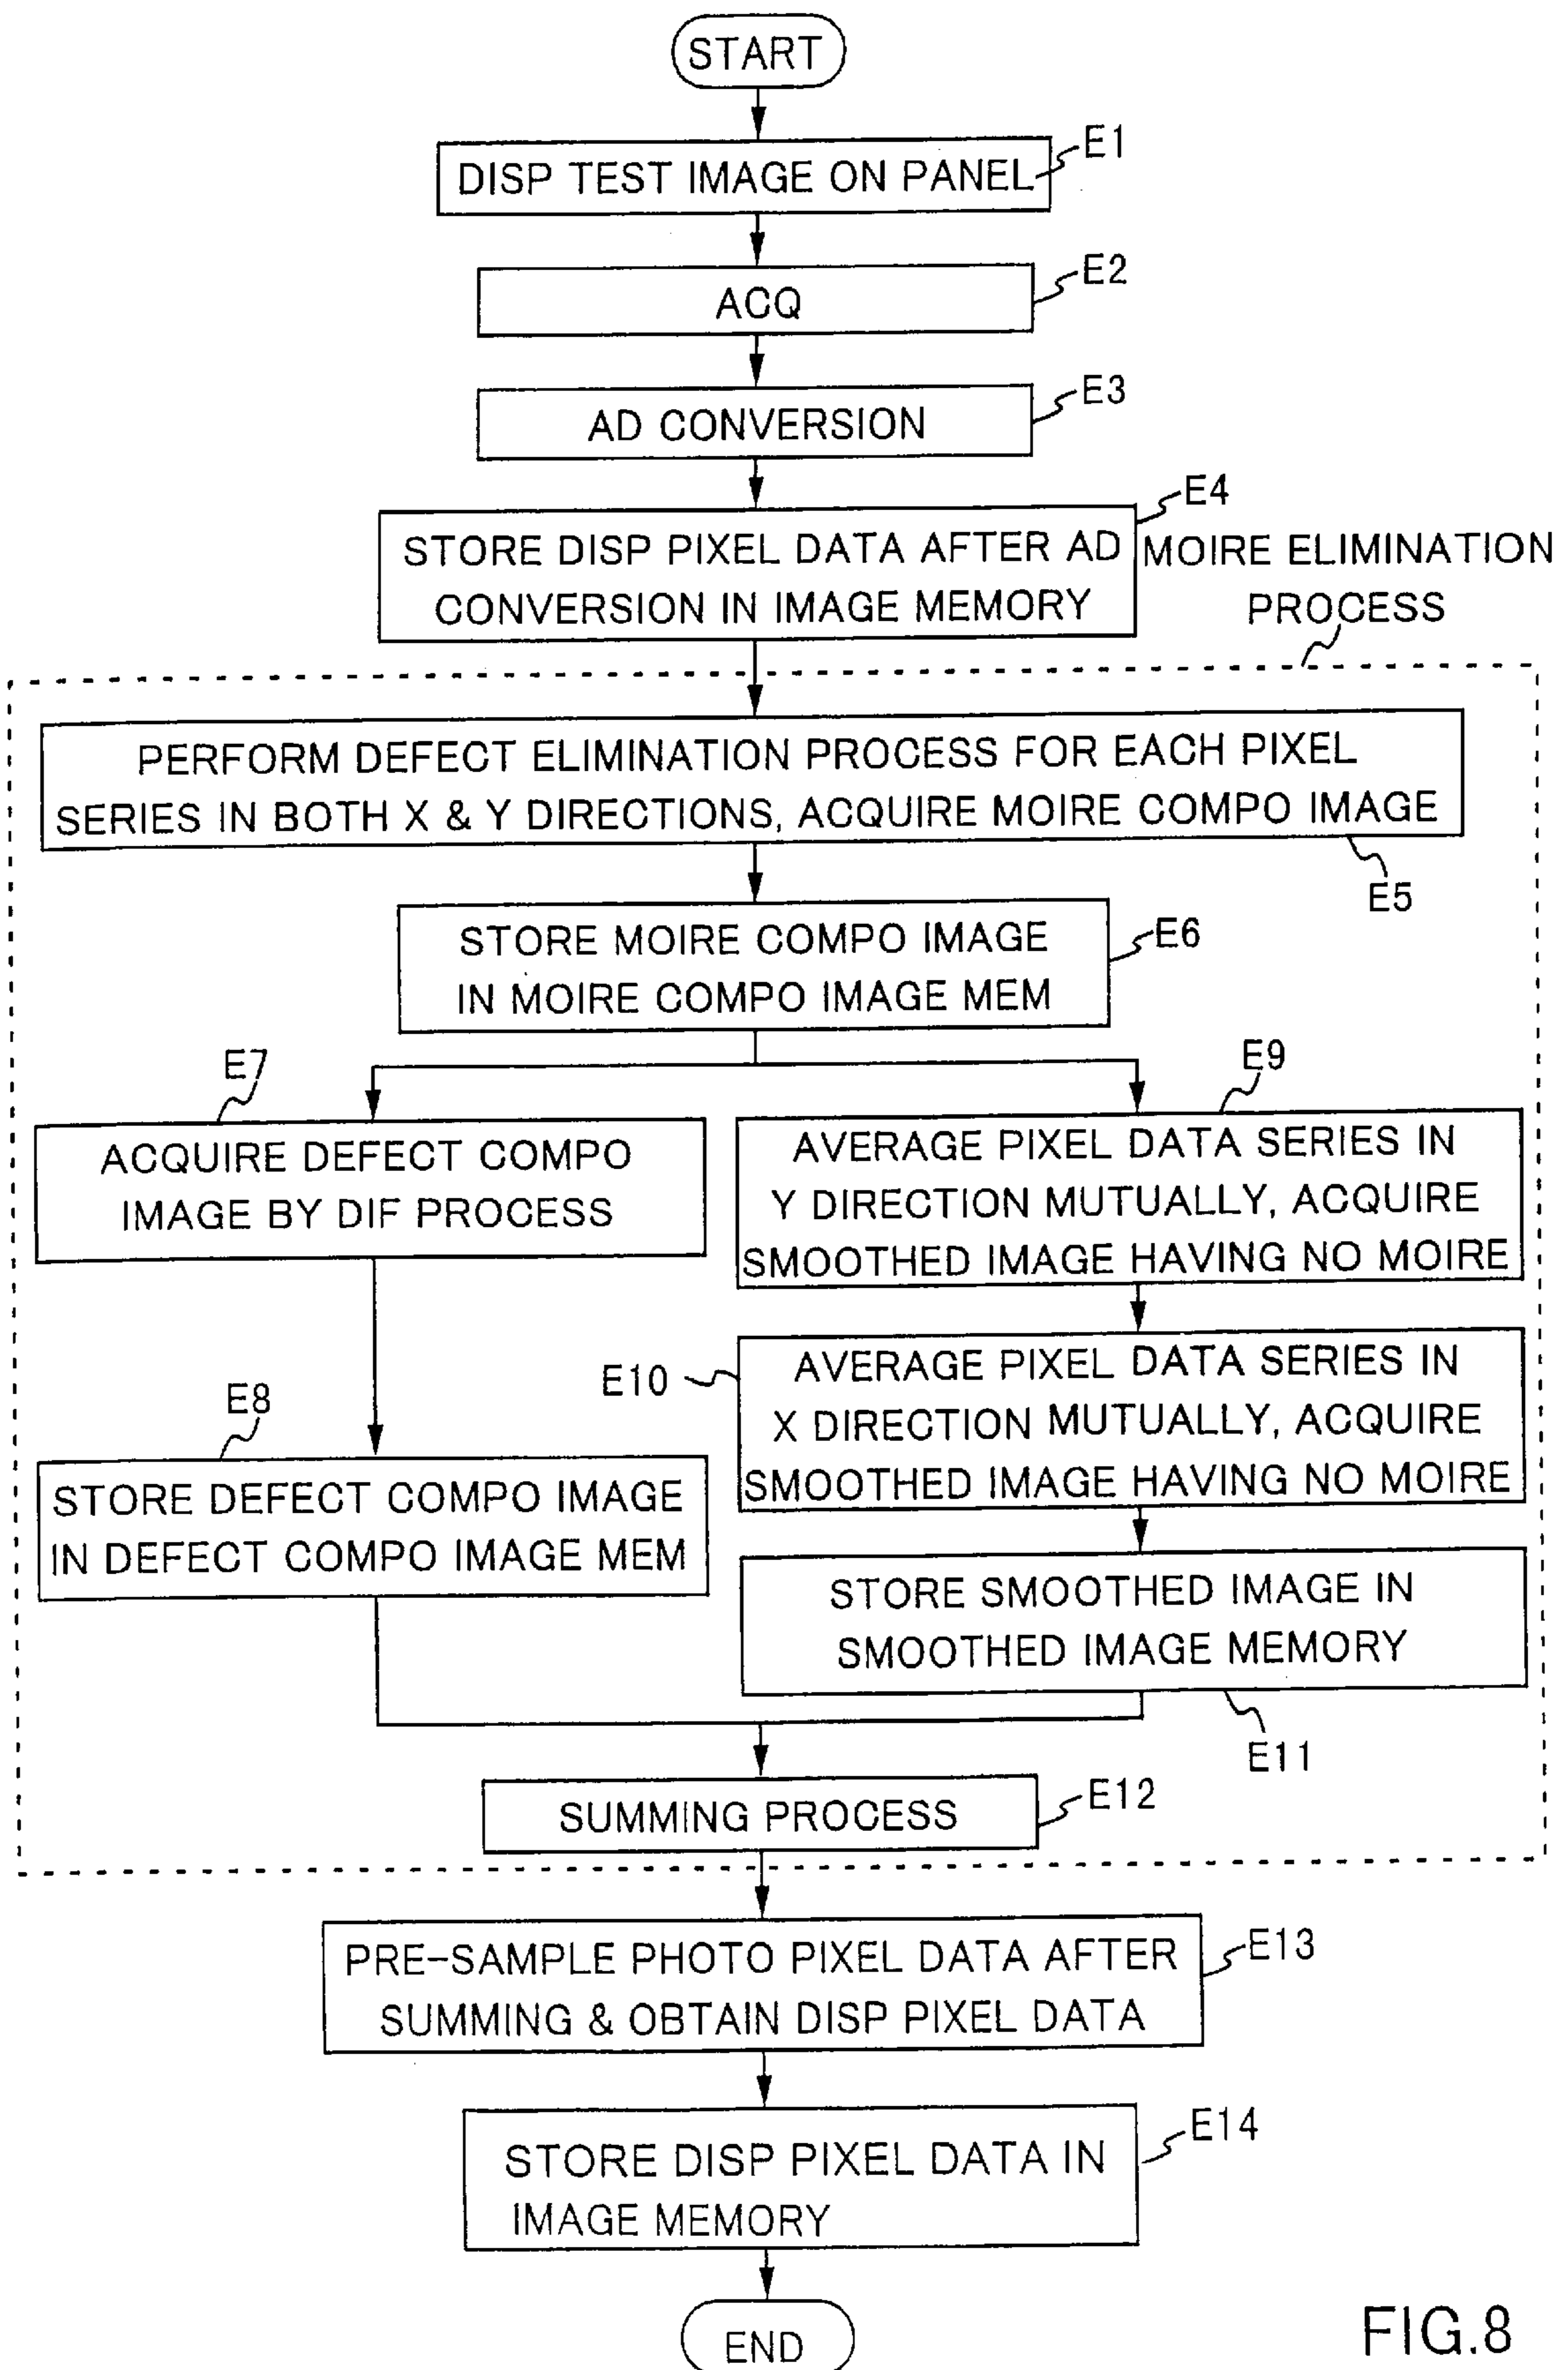 START
E1
DISP TEST IMAGE ON PANEL
E2
ACQ
E3
AD CONVERSION
E4
STORE DISP PIXEL DATA AFTER AD
CONVERSION IN IMAGE MEMORY
MOIRE ELIMINATION
PROCESS
PERFORM DEFECT ELIMINATION PROCESS FOR EACH PIXEL
SERIES IN BOTH X & Y DIRECTIONS, ACQUIRE MOIRE COMPO IMAGE
E5
STORE MOIRE COMPO IMAGE
IN MOIRE COMPO IMAGE MEM
E6
E7
ACQUIRE DEFECT COMPO
IMAGE BY DIF PROCESS
E8
STORE DEFECT COMPO IMAGE
IN DEFECT COMPO IMAGE MEM
E9
AVERAGE PIXEL DATA SERIES IN
Y DIRECTION MUTUALLY, ACQUIRE
SMOOTHED IMAGE HAVING NO MOIRE
E10
AVERAGE PIXEL DATA SERIES IN
X DIRECTION MUTUALLY, ACQUIRE
SMOOTHED IMAGE HAVING NO MOIRE
STORE SMOOTHED IMAGE IN
SMOOTHED IMAGE MEMORY
E11
SUMMING PROCESS
E12
PRE-SAMPLE PHOTO PIXEL DATA AFTER
SUMMING & OBTAIN DISP PIXEL DATA
E13
STORE DISP PIXEL DATA IN
IMAGE MEMORY
E14
END
FIG.8